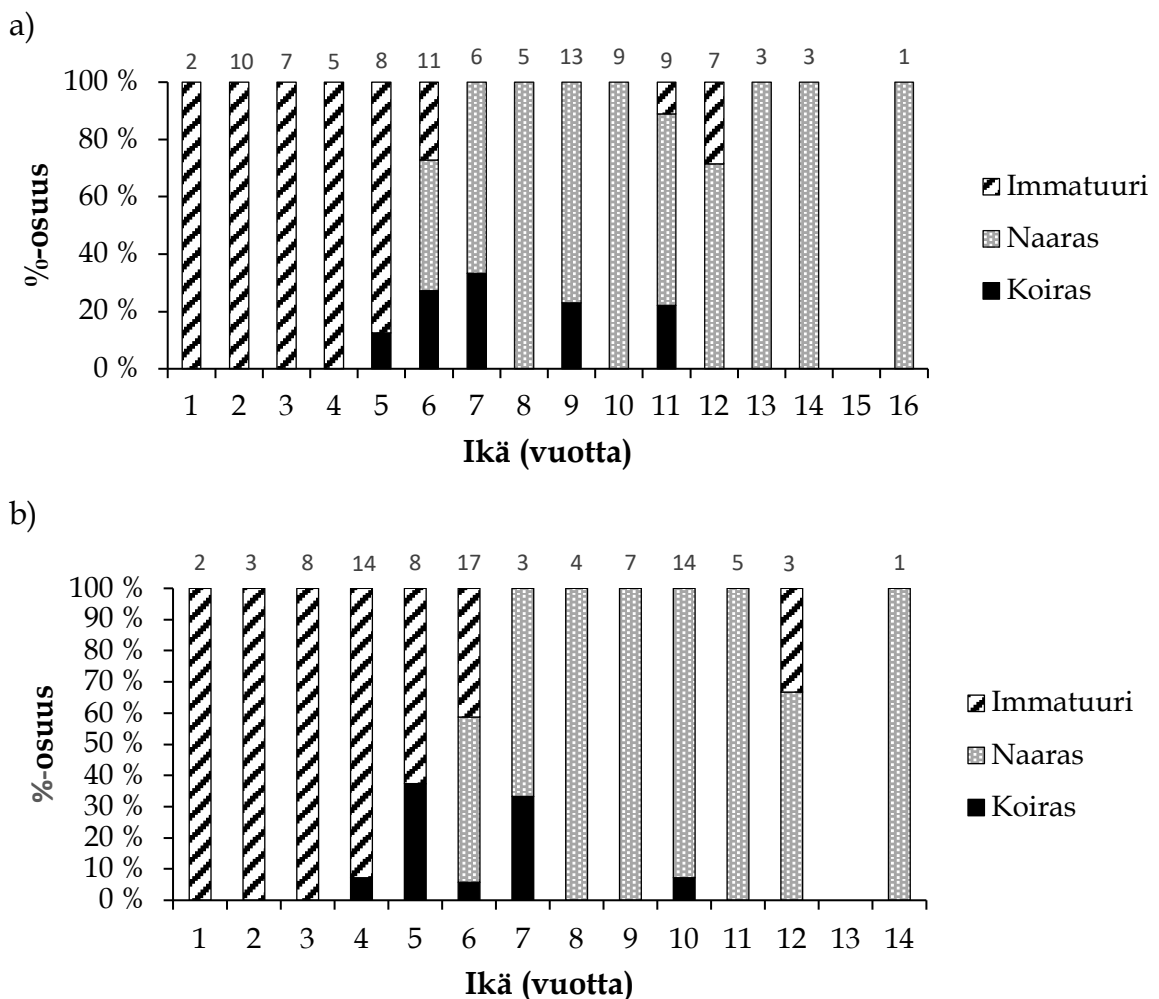 a)
2 10 7 5 8 11 6 5 13 9 9 7 3 3 1
100 %
80 %
60 %
40 %
20 %
0 %
%-osuus
1 2 3 4 5 6 7 8 9 10 11 12 13 14 15 16
Ikä (vuotta)
Immatuuri
Naaras
Koiras
b)
2 3 8 14 8 17 3 4 7 14 5 3 1
100 %
90 %
80 %
70 %
60 %
50 %
40 %
30 %
20 %
10 %
0 %
%-osuus
1 2 3 4 5 6 7 8 9 10 11 12 13 14
Ikä (vuotta)
Immatuuri
Naaras
Koiras